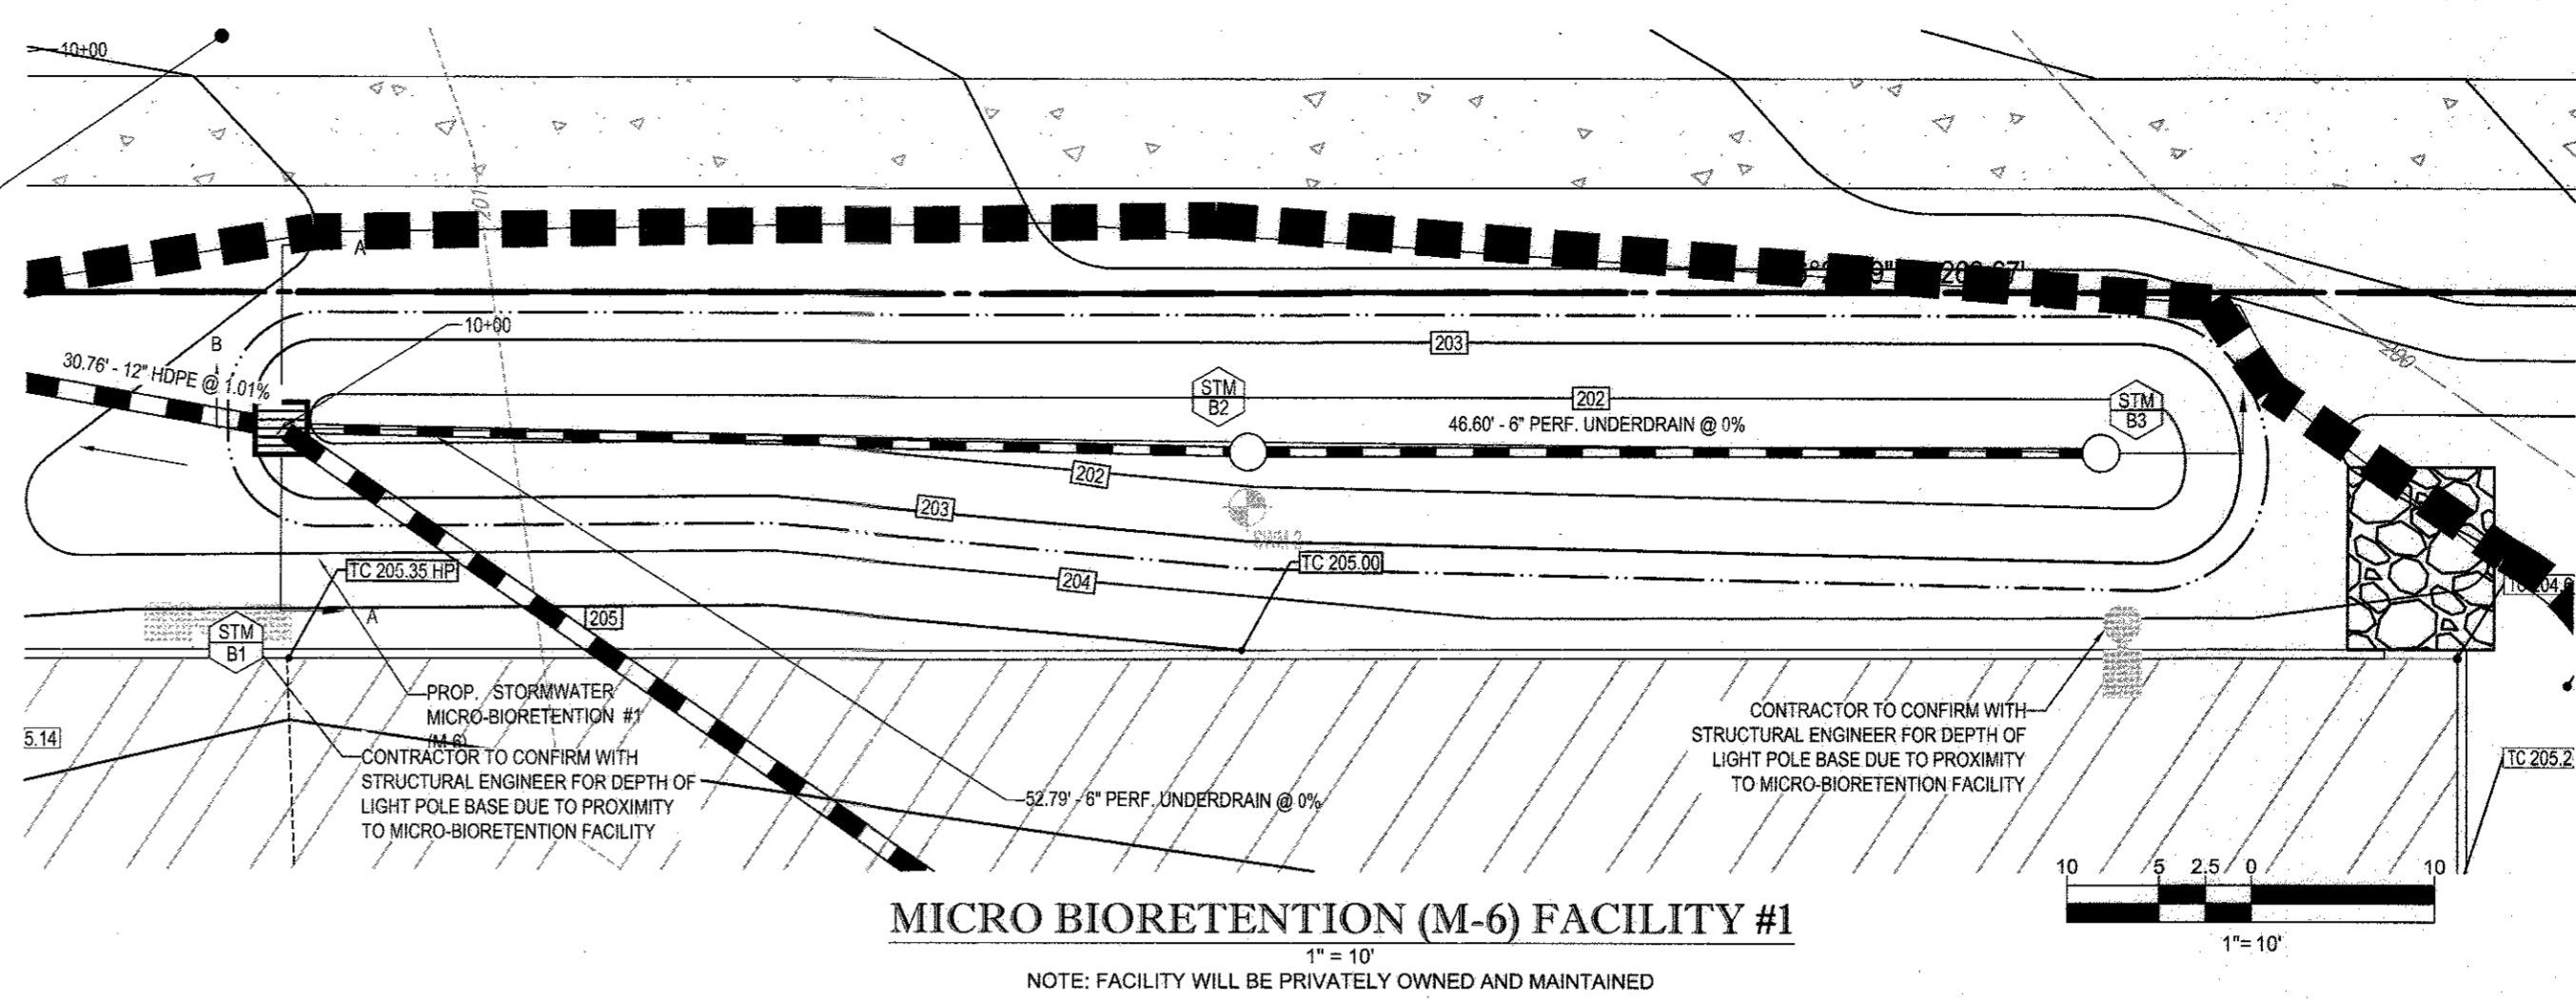 10+00
201
A
203
10+00
B
30.76' - 12" HDPE @ 1.01%
200
STM
B2
202
STM
B3
46.60' - 6" PERF. UNDERDRAIN @ 0%
202
203
TC 205.35 HP
204
TC 205.00
205
A
STM
B1
PROP. STORMWATER
MICRO-BIORETENTION #1
(M-6)
5.14
CONTRACTOR TO CONFIRM WITH
STRUCTURAL ENGINEER FOR DEPTH OF
LIGHT POLE BASE DUE TO PROXIMITY
TO MICRO-BIORETENTION FACILITY
52.79' - 6" PERF. UNDERDRAIN @ 0%
CONTRACTOR TO CONFIRM WITH
STRUCTURAL ENGINEER FOR DEPTH OF
LIGHT POLE BASE DUE TO PROXIMITY
TO MICRO-BIORETENTION FACILITY
TC 205.2
10 5 2.5 0 10
1"= 10'
MICRO BIORETENTION (M-6) FACILITY #1
1" = 10'
NOTE: FACILITY WILL BE PRIVATELY OWNED AND MAINTAINED